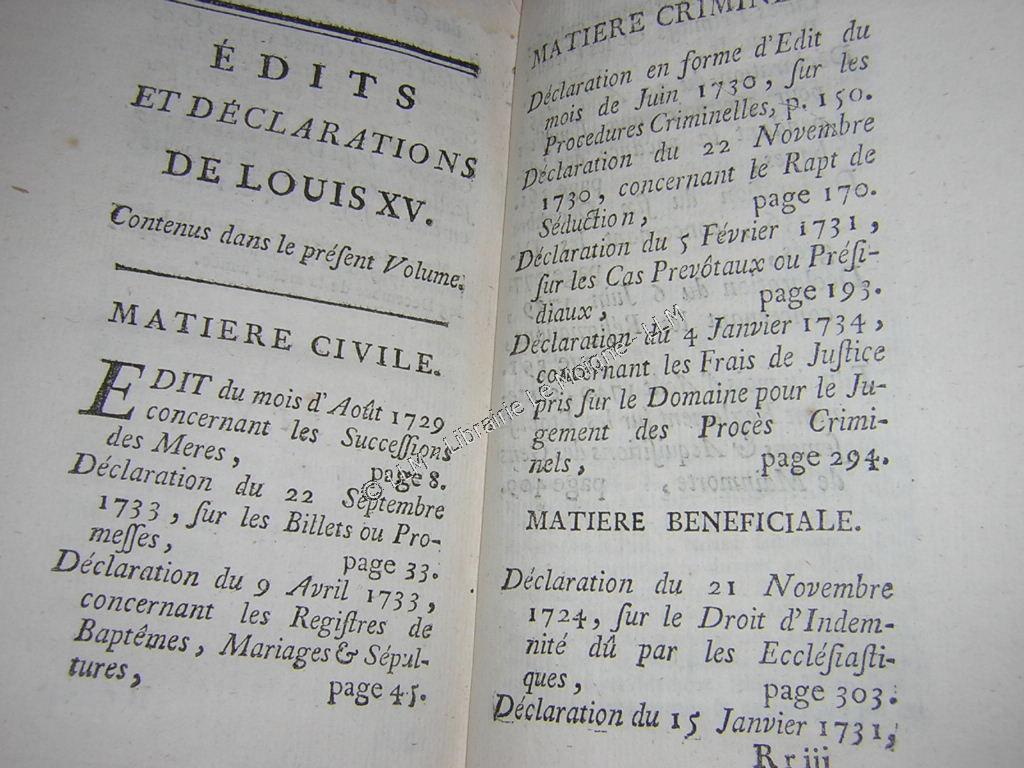 ÉDITS
ET DÉCLARATIONS
DE LOUIS XV.
Contenus dans le préſent Volume.
MATIERE CIVILE.
EDIT du mois d'Août 1729
concernant les Succeſſions
des Meres, page 8.
Déclaration du 22 Septembre
1733, ſur les Billets ou Pro-
meſſes, page 33.
Déclaration du 9 Avril 1733,
concernant les Regiſtres de
Baptêmes, Mariages & Sépul-
tures, page 45.
MATIERE CRIMINE
Déclaration en forme d'Edit du
mois de Juin 1730, ſur les
Procedures Criminelles, p. 150.
Déclaration du 22 Novembre
1730, concernant le Rapt de
Séduction, page 170.
Déclaration du 5 Février 1731,
ſur les Cas Prevôtaux ou Préſi-
diaux, page 193.
Déclaration du 4 Janvier 1734,
concernant les Frais de Juſtice
pris ſur le Domaine pour le Ju-
gement des Procès Crimi-
nels, page 294.
MATIERE BENEFICIALE.
Déclaration du 21 Novembre
1724, ſur le Droit d'Indem-
nité dû par les Eccléſiaſti-
ques, page 303.
Déclaration du 15 Janvier 1731,
Rr iij
© JLM - Librairie LeMoine - JLM